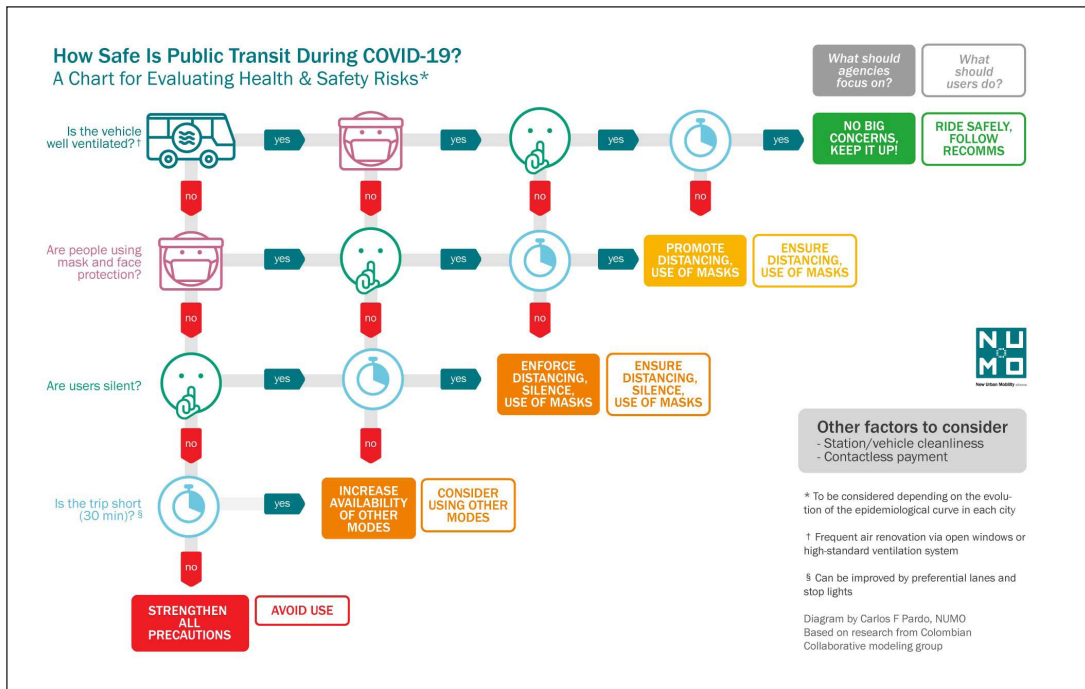 How Safe Is Public Transit During COVID-19?
A Chart for Evaluating Health & Safety Risks*
What should
agencies
focus on?
What
should
users do?
Is the vehicle
well ventilated?†
yes
yes
yes
yes
NO BIG
CONCERNS,
KEEP IT UP!
RIDE SAFELY,
FOLLOW
RECOMMS
no
no
no
no
Are people using
mask and face
protection?
yes
yes
yes
PROMOTE
DISTANCING,
USE OF MASKS
ENSURE
DISTANCING,
USE OF MASKS
no
no
no
Are users silent?
yes
yes
ENFORCE
DISTANCING,
SILENCE,
USE OF MASKS
ENSURE
DISTANCING,
SILENCE,
USE OF MASKS
NUMO
New Urban Mobility alliance
no
no
Other factors to consider
- Station/vehicle cleanliness
- Contactless payment
Is the trip short
(30 min)? §
yes
INCREASE
AVAILABILITY
OF OTHER
MODES
CONSIDER
USING OTHER
MODES
no
STRENGTHEN
ALL
PRECAUTIONS
AVOID USE
* To be considered depending on the evolu-
tion of the epidemiological curve in each city
† Frequent air renovation via open windows or
high-standard ventilation system
§ Can be improved by preferential lanes and
stop lights
Diagram by Carlos F Pardo, NUMO
Based on research from Colombian
Collaborative modeling group